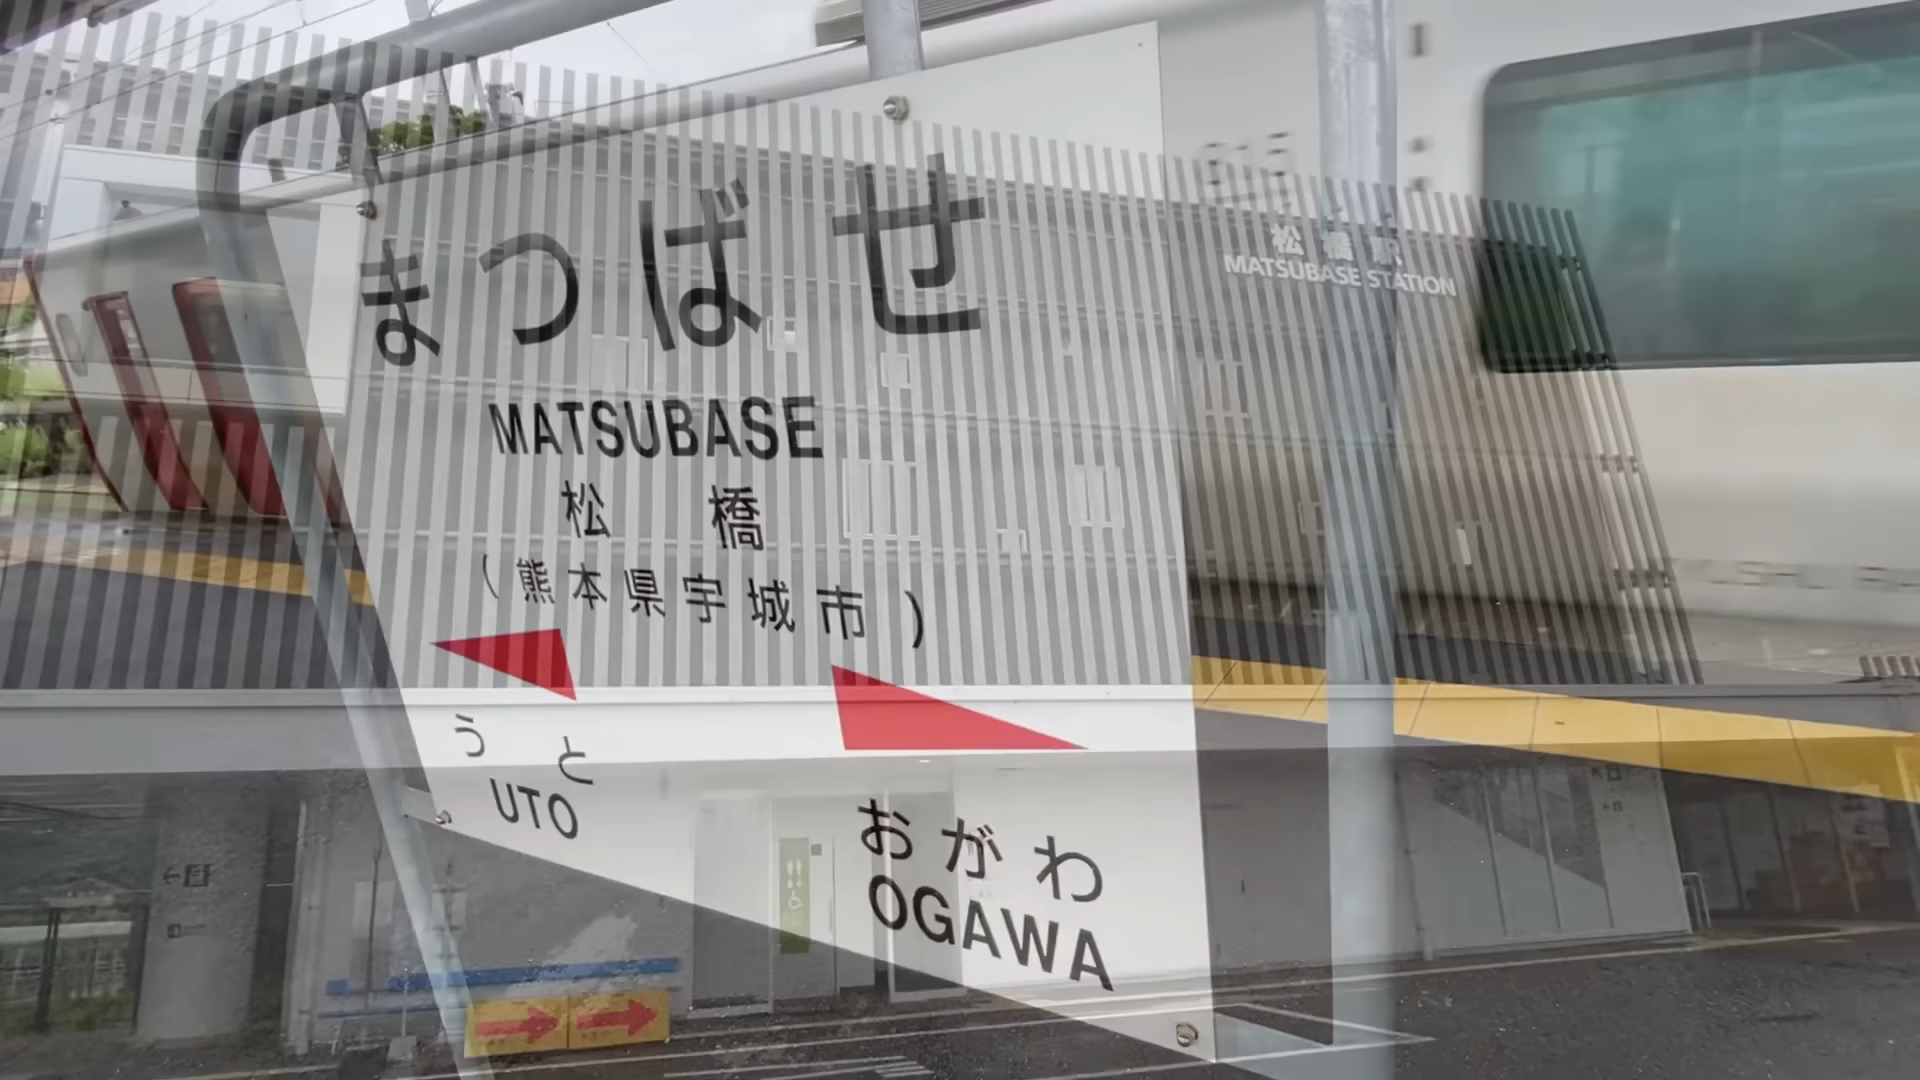 まつばせ
MATSUBASE
松橋
(熊本県宇城市)
うと
UTO
おがわ
OGAWA
松橋駅
MATSUBASE STATION